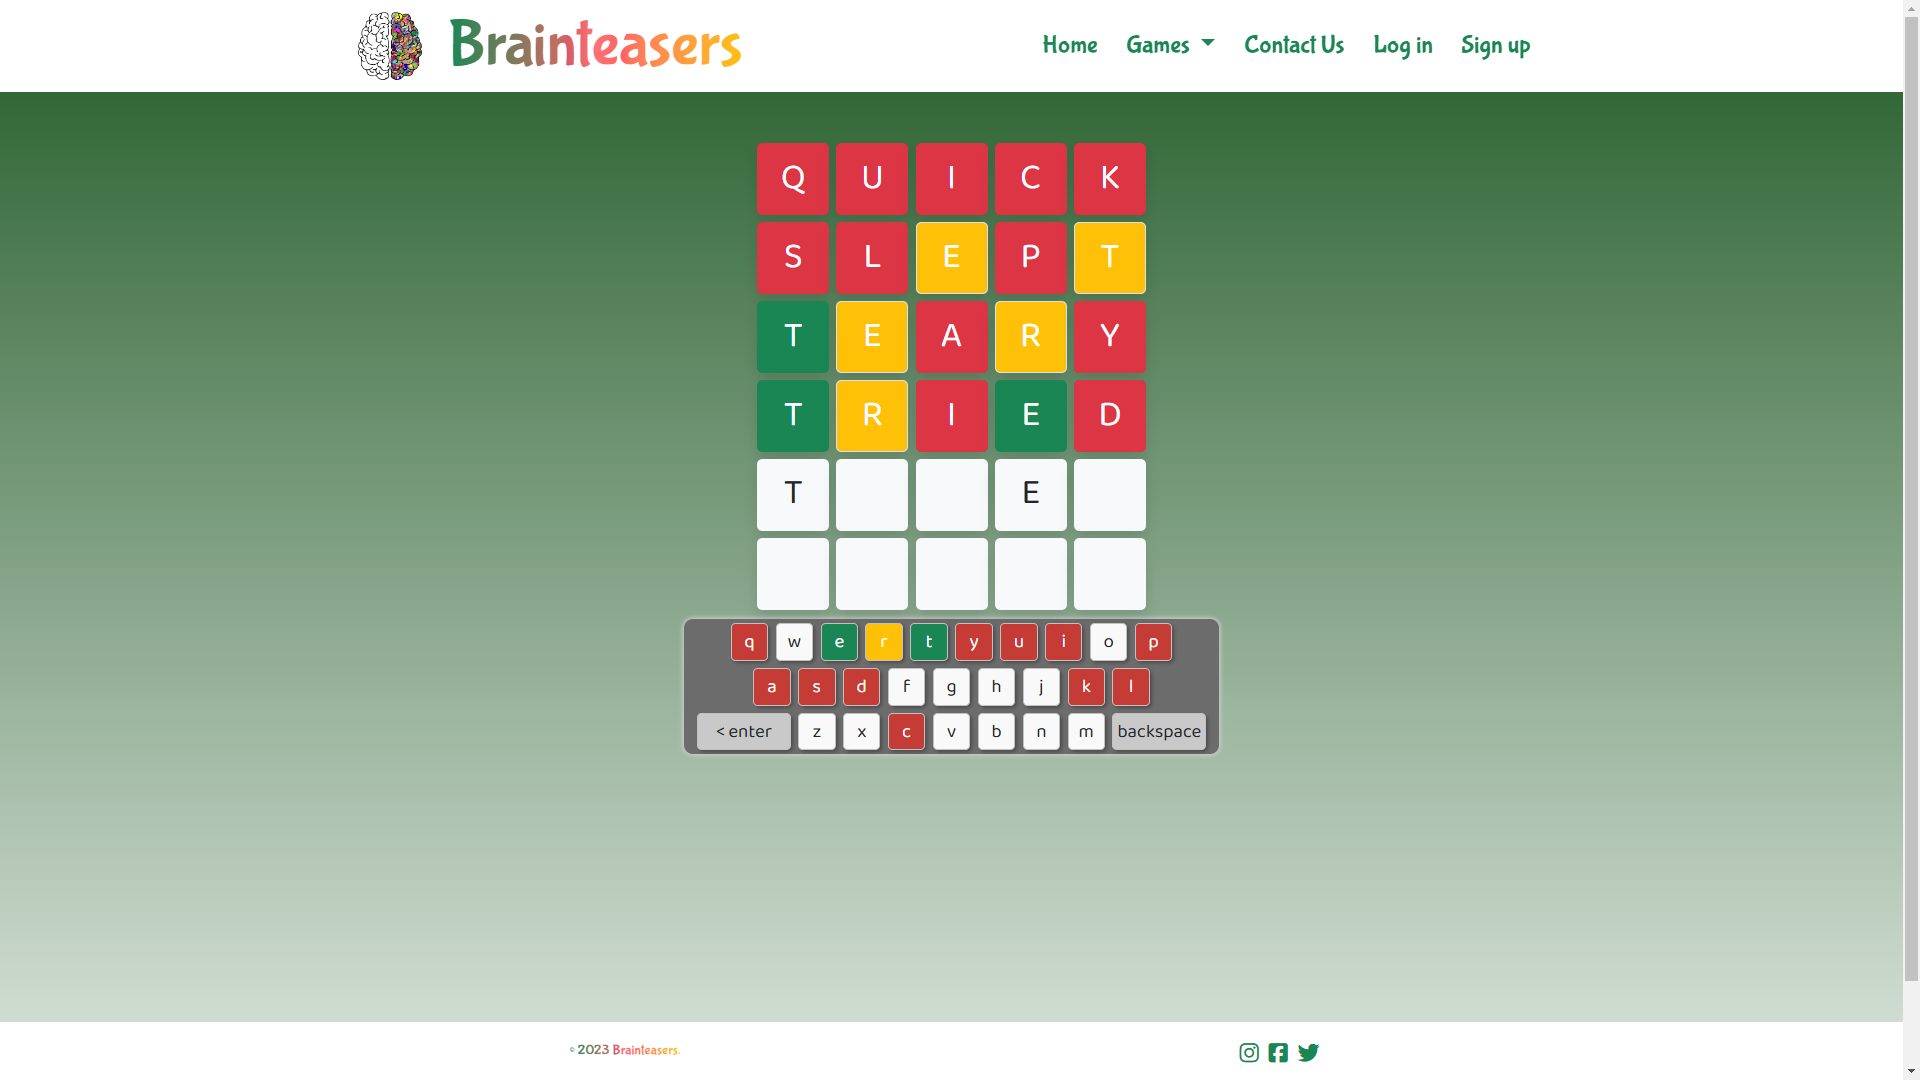 Brainteasers
Home Games Contact Us Log in Sign up
Q U I C K
S L E P T
T E A R Y
T R I E D
T E
q w e r t y u i o p
a s d f g h j k l
< enter z x c v b n m backspace
© 2023 Brainteasers.